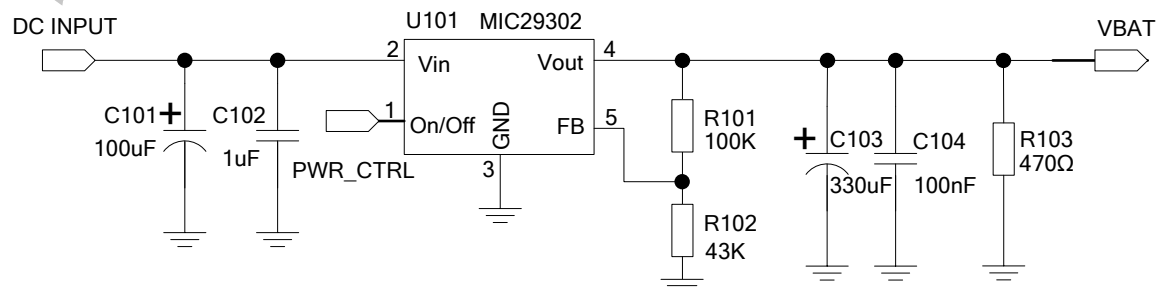 DC INPUT
U101 MIC29302
VBAT
2
4
Vin
Vout
C101
+
100uF
C102
1uF
1
On/Off
GND
FB
5
PWR_CTRL
3
R101
100K
R102
43K
+
C103
330uF
C104
100nF
R103
470Ω